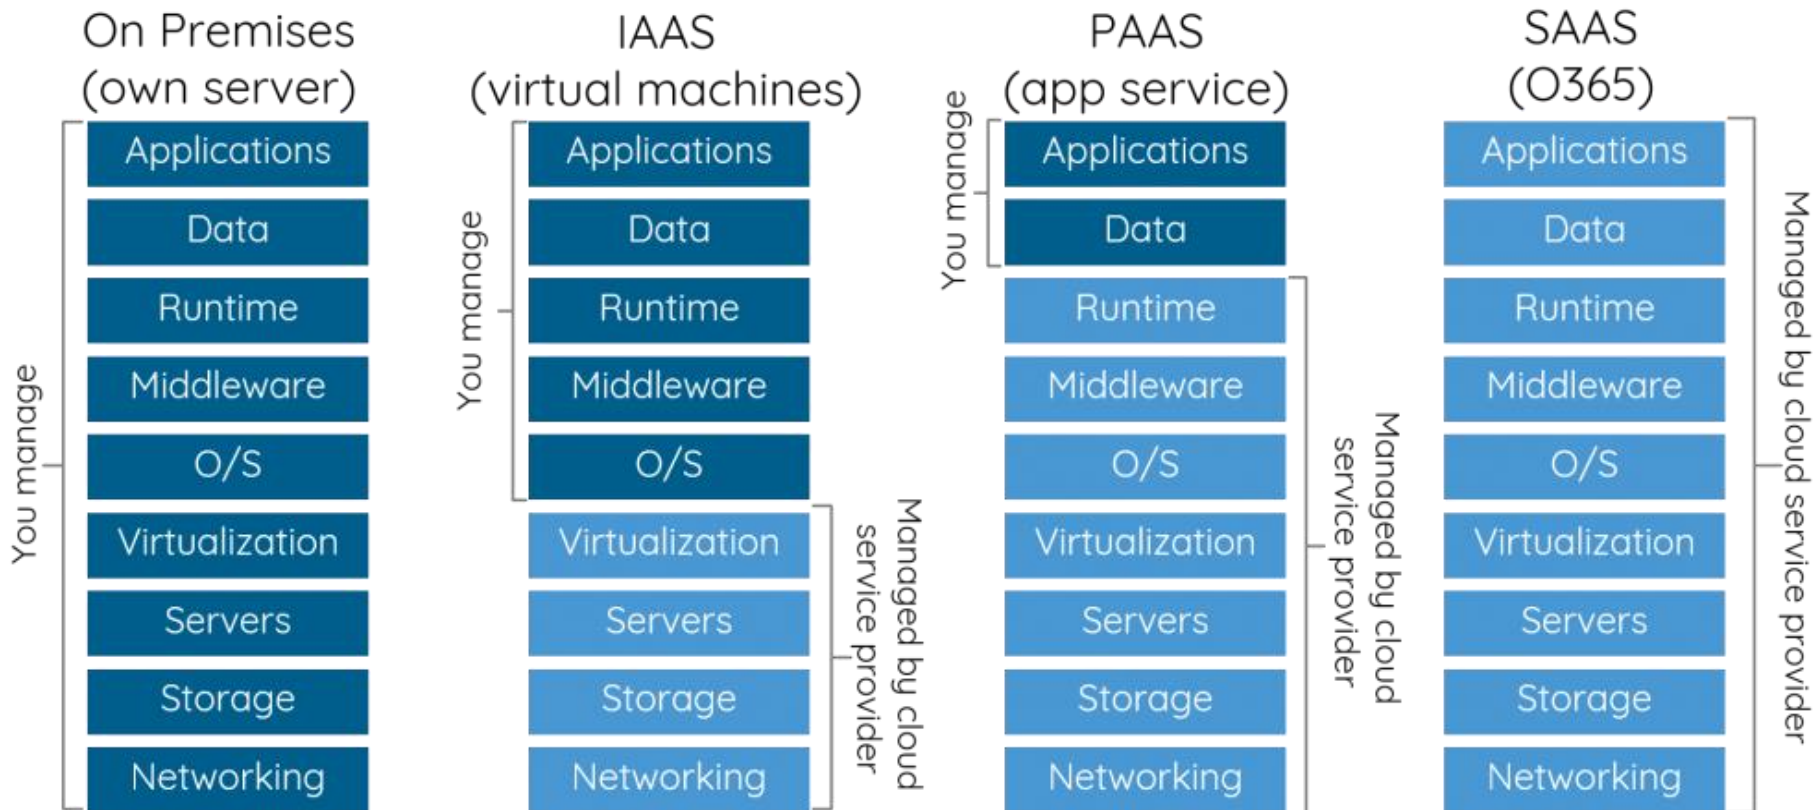 On Premises
(own server)
You manage
Applications
Data
Runtime
Middleware
O/S
Virtualization
Servers
Storage
Networking
IAAS
(virtual machines)
You manage
Applications
Data
Runtime
Middleware
O/S
Virtualization
Servers
Storage
Networking
Managed by cloud
service provider
PAAS
(app service)
You manage
Applications
Data
Runtime
Middleware
O/S
Virtualization
Servers
Storage
Networking
Managed by cloud
service provider
SAAS
(O365)
Applications
Data
Runtime
Middleware
O/S
Virtualization
Servers
Storage
Networking
Managed by cloud service provider